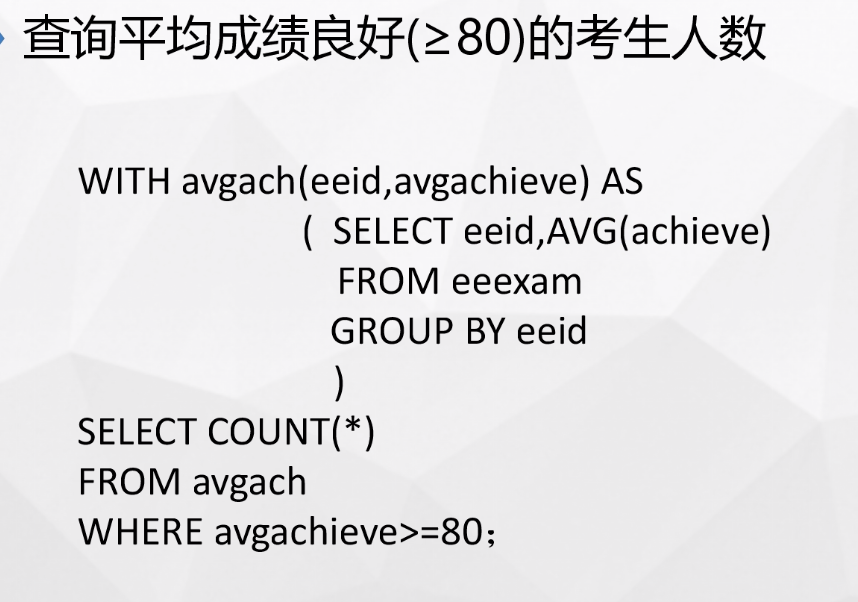 查询平均成绩良好(≥80)的考生人数
WITH avgach(eeid,avgachieve) AS
( SELECT eeid,AVG(achieve)
FROM eeexam
GROUP BY eeid
)
SELECT COUNT(*)
FROM avgach
WHERE avgachieve>=80；